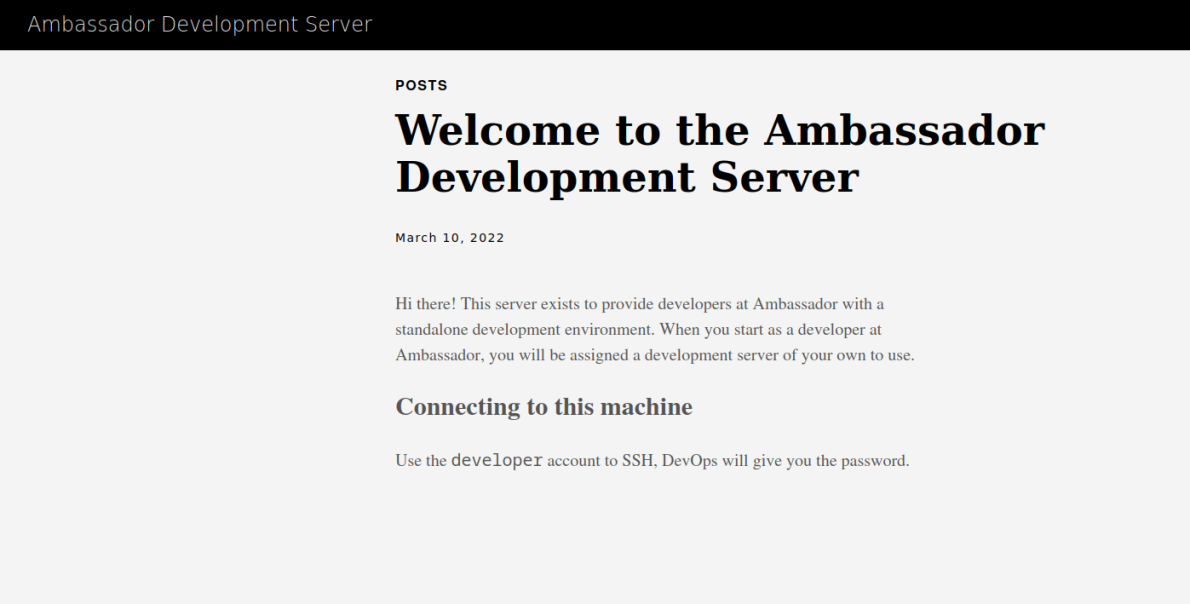 Ambassador Development Server
POSTS
Welcome to the Ambassador
Development Server
March 10, 2022
Hi there! This server exists to provide developers at Ambassador with a
standalone development environment. When you start as a developer at
Ambassador, you will be assigned a development server of your own to use.
Connecting to this machine
Use the developer account to SSH, DevOps will give you the password.